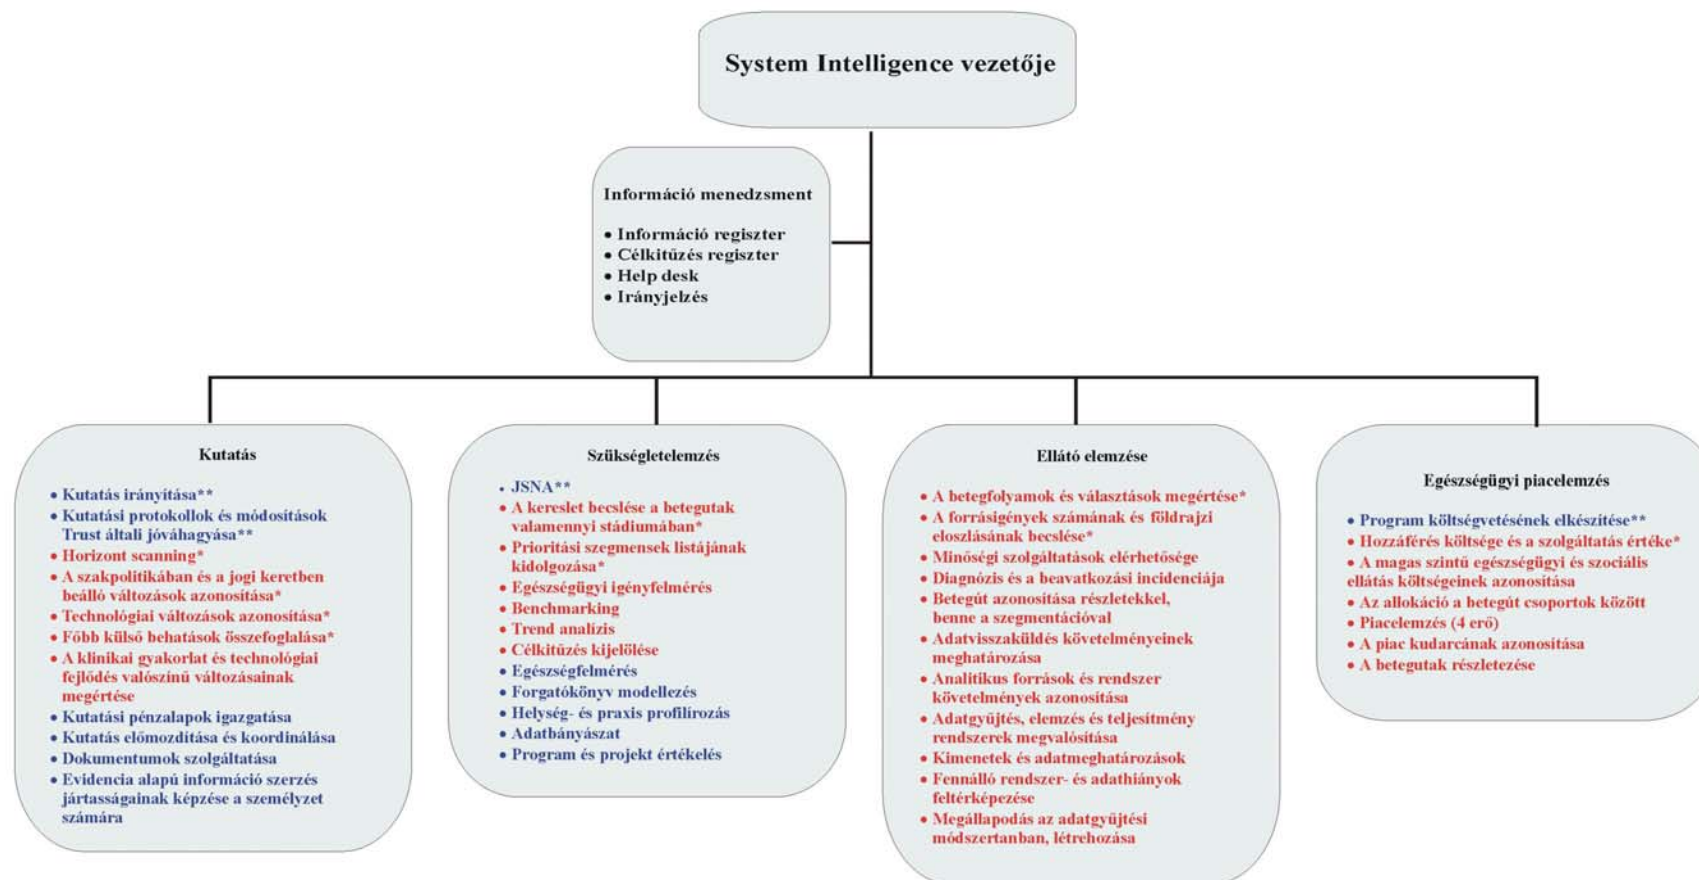 System Intelligence vezetője
Információ menedzsment
● Információ regiszter
● Célkitűzés regiszter
● Help desk
● Irányjelzés
Kutatás
● Kutatás irányítása**
● Kutatási protokollok és módosítások
Trust általi jóváhagyása**
● Horizont scanning*
● A szakpolitikában és a jogi keretben
beálló változások azonosítása*
● Technológiai változások azonosítása*
● Főbb külső behatások összefoglalása*
● A klinikai gyakorlat és technológiai
fejlődés valószínű változásainak
megértése
● Kutatási pénzalapok igazgatása
● Kutatás előmozdítása és koordinálása
● Dokumentumok szolgáltatása
● Evidencia alapú információ szerzés
jártasságainak képzése a személyzet
számára
Szükségletelemzés
• JSNA**
● A kereslet becslése a betegutak
valamennyi stádiumában*
● Prioritási szegmensek listájának
kidolgozása*
● Egészségügyi igényfelmérés
● Benchmarking
● Trend analízis
● Célkitűzés kijelölése
● Egészségfelmérés
● Forgatókönyv modellezés
● Helység- és praxis profilírozás
● Adatbányászat
● Program és projekt értékelés
Ellátó elemzése
● A betegfolyamok és választások megértése*
● A forrásigények számának és földrajzi
eloszlásának becslése*
● Minőségi szolgáltatások elérhetősége
● Diagnózis és a beavatkozási incidenciája
● Betegút azonosítása részletekkel,
benne a szegmentációval
● Adatvisszaküldés követelményeinek
meghatározása
● Analitikus források és rendszer
követelmények azonosítása
● Adatgyűjtés, elemzés és teljesítmény
rendszerek megvalósítása
● Kimenetek és adatmeghatározások
● Fennálló rendszer- és adathiányok
feltérképezése
● Megállapodás az adatgyűjtési
módszertanban, létrehozása
Egészségügyi piacelemzés
● Program költségvetésének elkészítése**
● Hozzáférés költsége és a szolgáltatás értéke*
● A magas szintű egészségügyi és szociális
ellátás költségeinek azonosítása
● Az allokáció a betegút csoportok között
● Piacelemzés (4 erő)
● A piac kudarcának azonosítása
● A betegutak részletezése